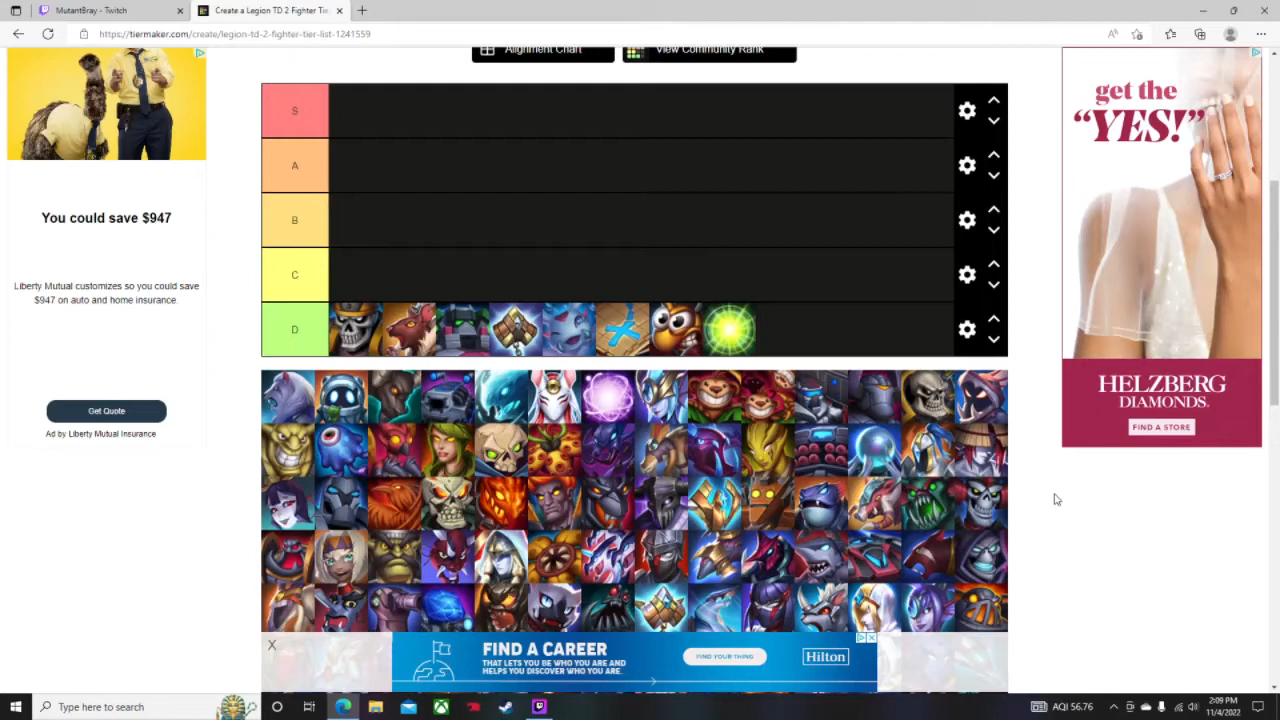 MutantBray - Twitch
Create a Legion TD 2 Fighter Tier
https://tiermaker.com/create/legion-td-2-fighter-tier-list-1241559
Alignment Chart
View Community Rank
S
A
B
C
D
You could save $947
Liberty Mutual customizes so you could save
$947 on auto and home insurance.
Get Quote
Ad by Liberty Mutual Insurance
get the
“YES!”
HELZBERG
DIAMONDS.
FIND A STORE
X
FIND A CAREER
THAT LETS YOU BE WHO YOU ARE AND
HELPS YOU DISCOVER WHO YOU ARE.
FIND YOUR THING
Hilton
Type here to search
AQI 56.76
2:09 PM
11/4/2022